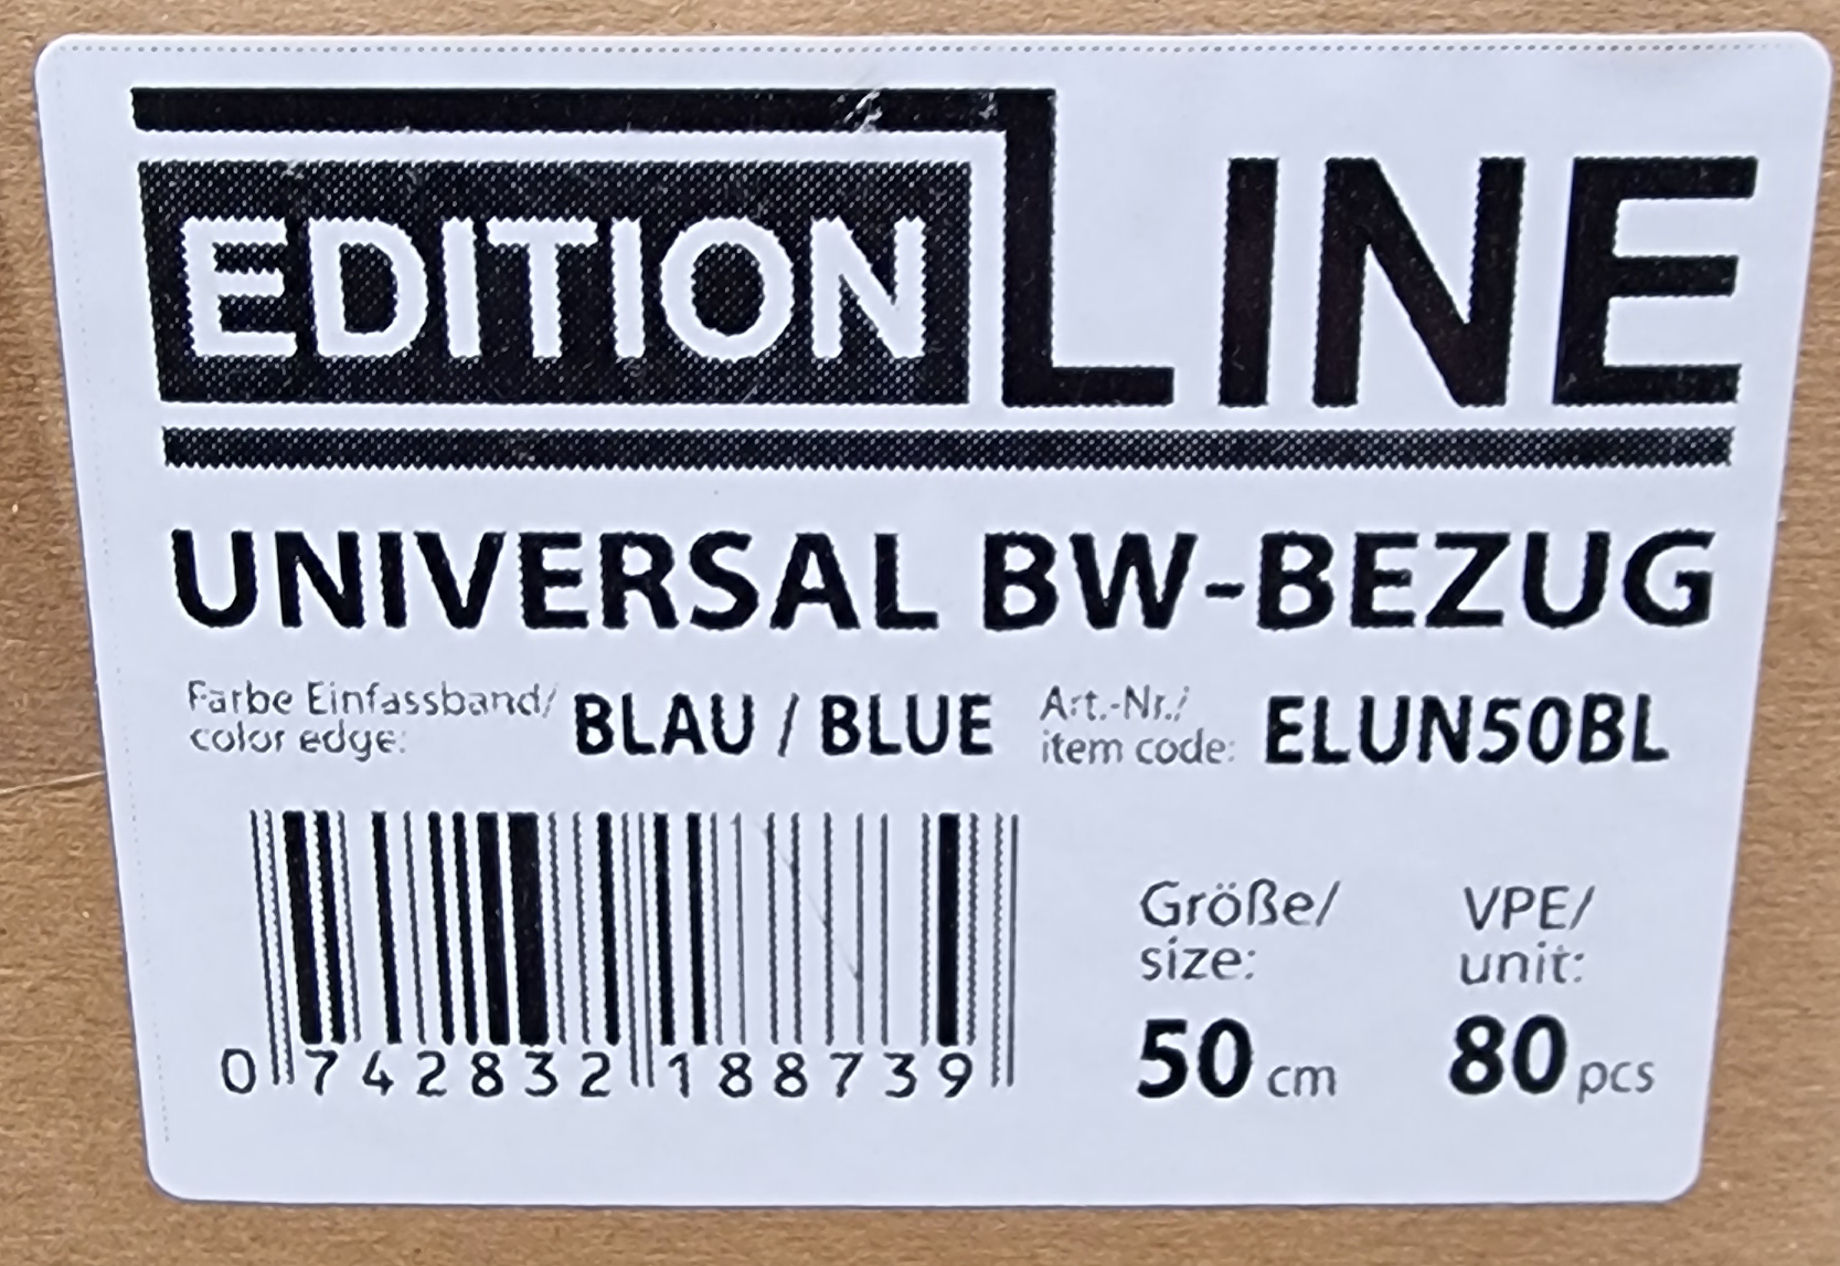 EDITION LINE
UNIVERSAL BW-BEZUG
Farbe Einfassband/
color edge:
BLAU / BLUE
Art.-Nr./
item code:
ELUN50BL
0 742832 188739
Größe/
size:
50 cm
VPE/
unit:
80 pcs